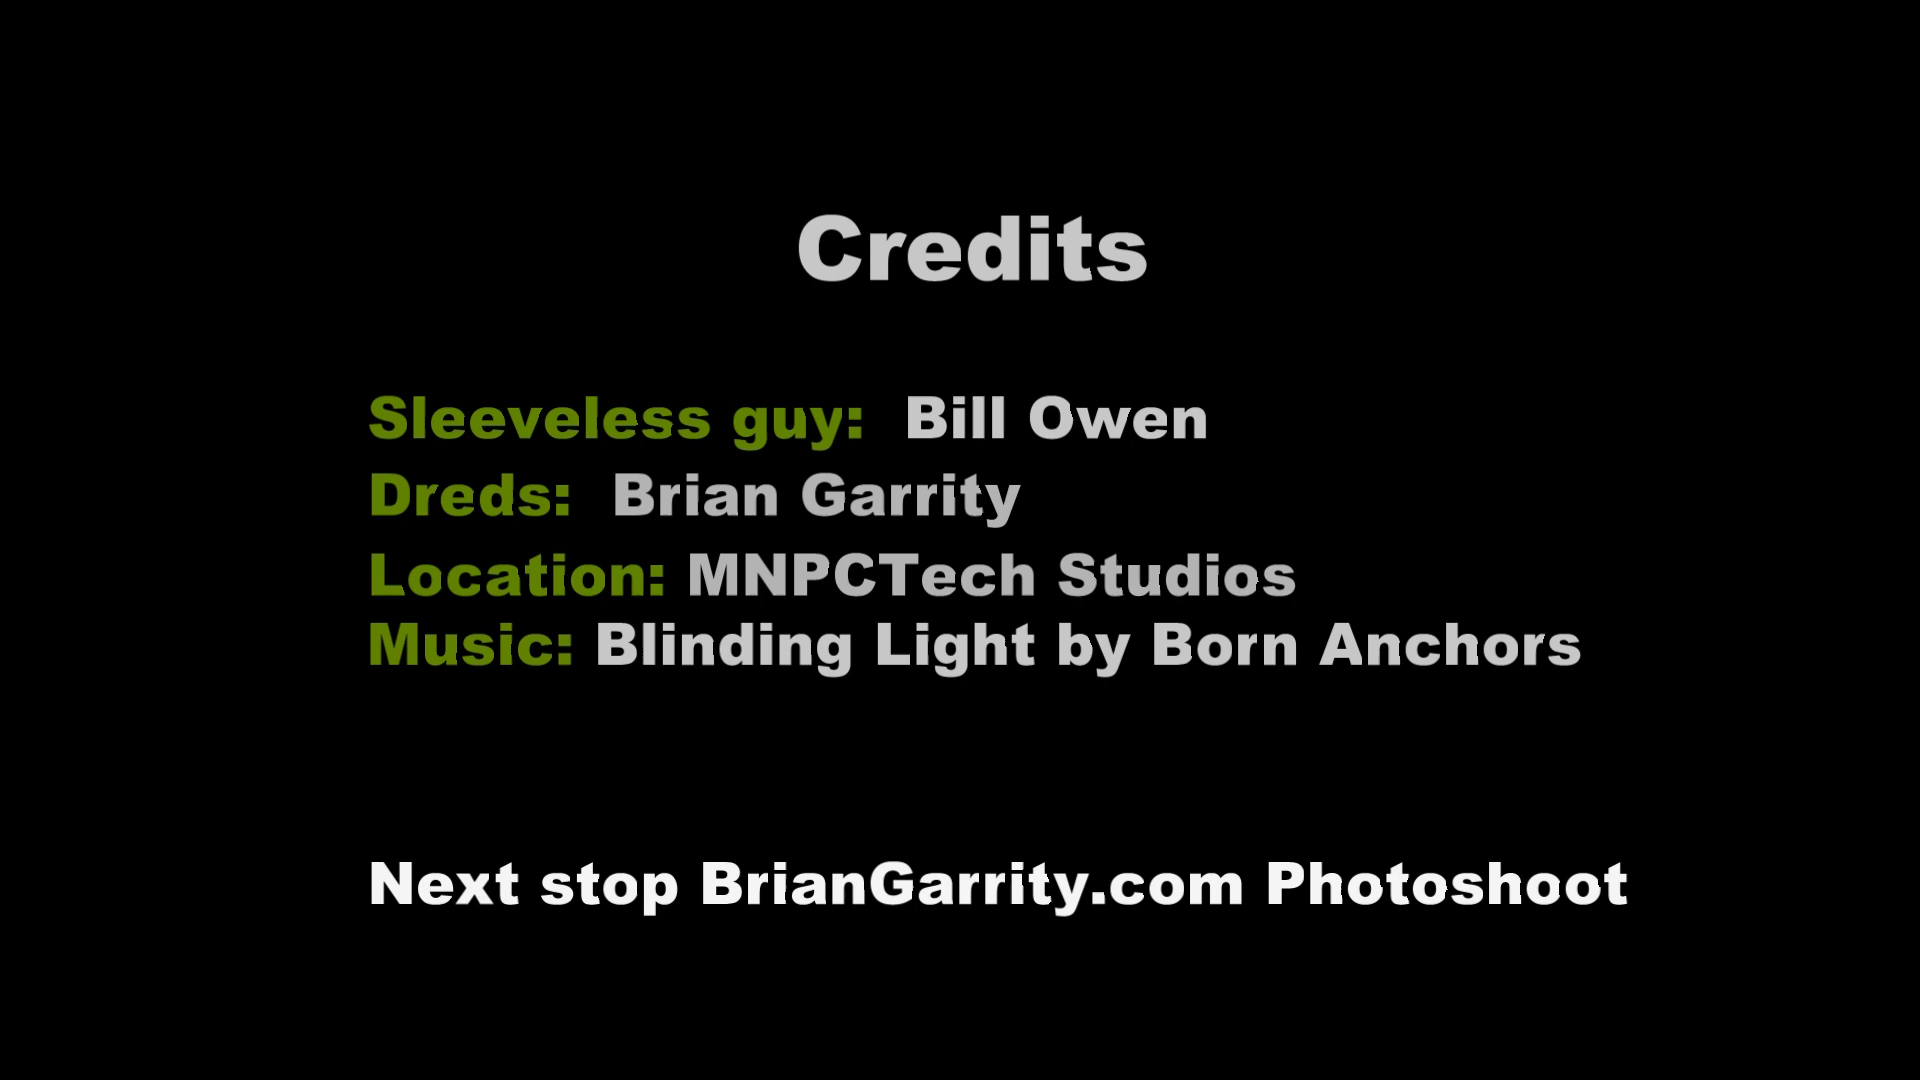 Credits
Sleeveless guy: Bill Owen
Dreds: Brian Garrity
Location: MNPCTech Studios
Music: Blinding Light by Born Anchors
Next stop BrianGarrity.com Photoshoot